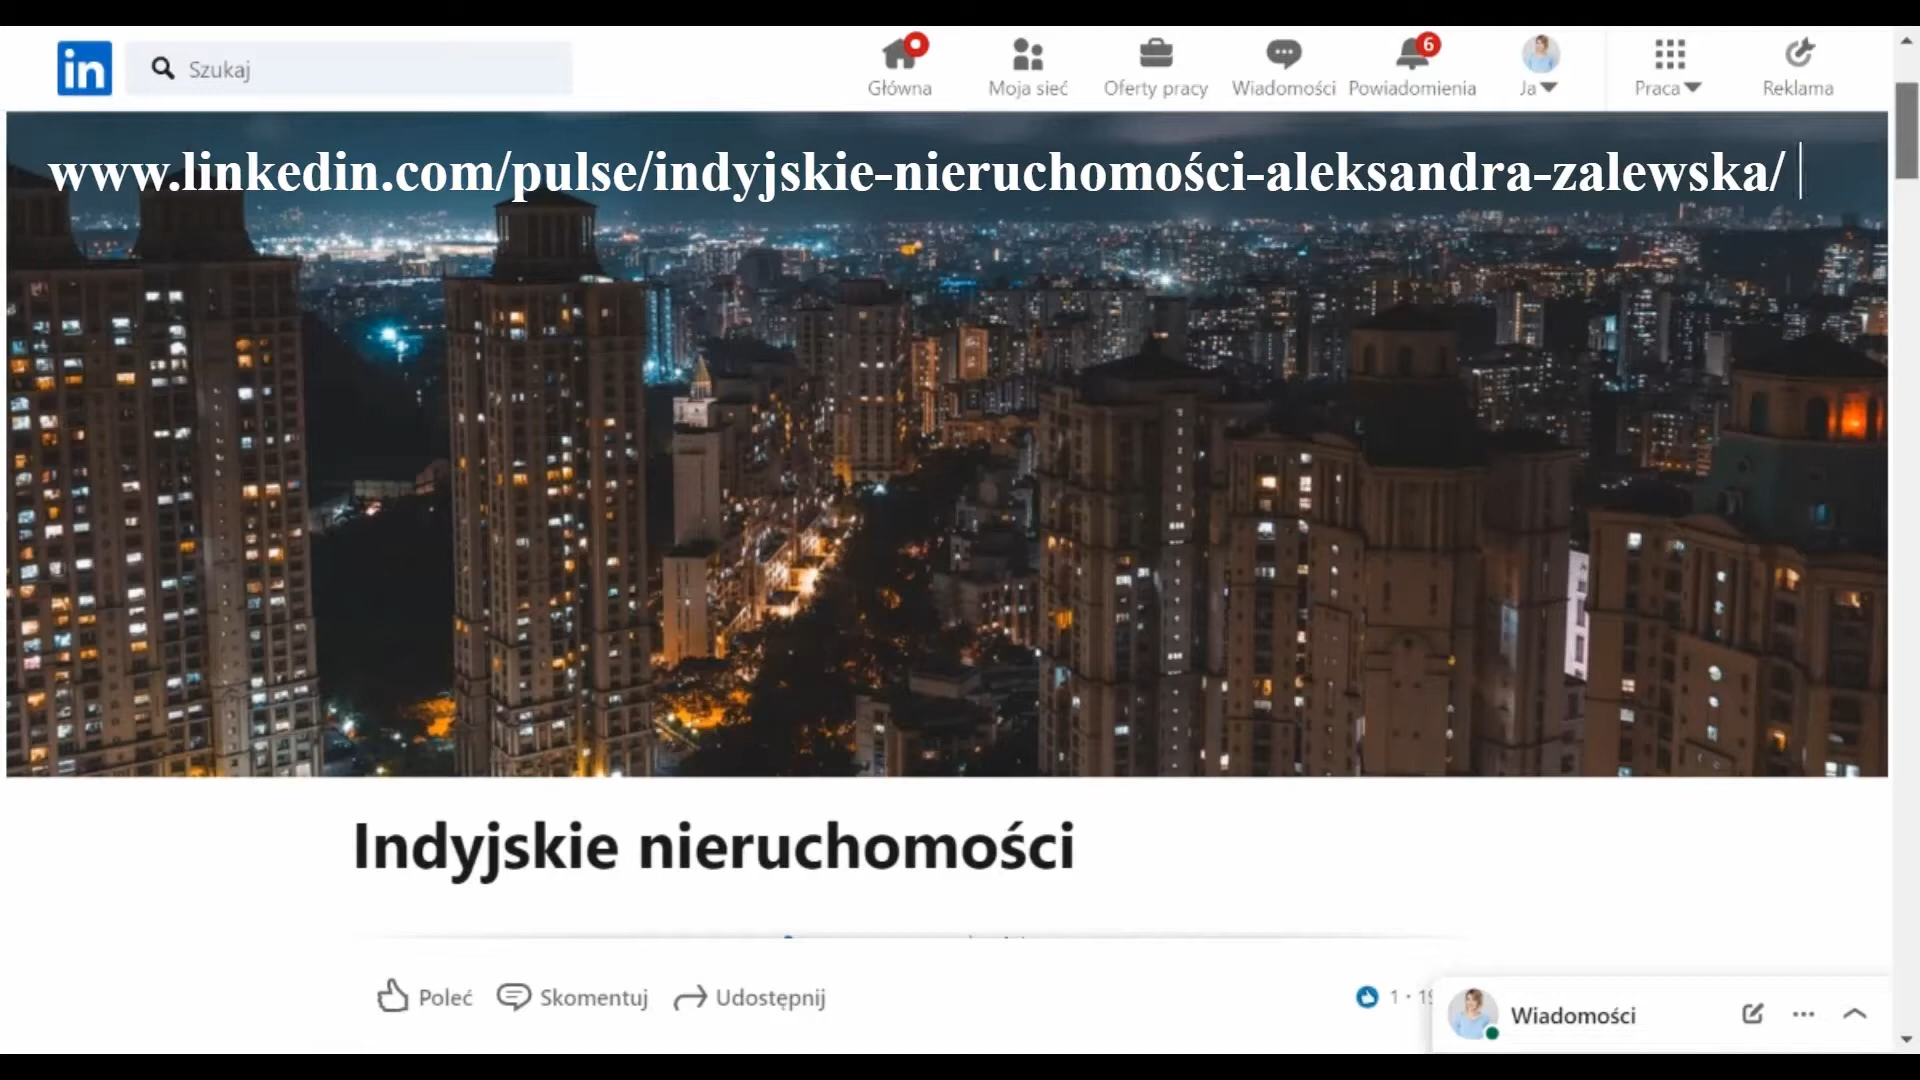 in
Szukaj
Główna
Moja sieć
Oferty pracy
Wiadomości
6
Powiadomienia
Ja
Praca
Reklama
www.linkedin.com/pulse/indyjskie-nieruchomości-aleksandra-zalewska/
Indyjskie nieruchomości
Poleć
Skomentuj
Udostępnij
1 ·
Wiadomości